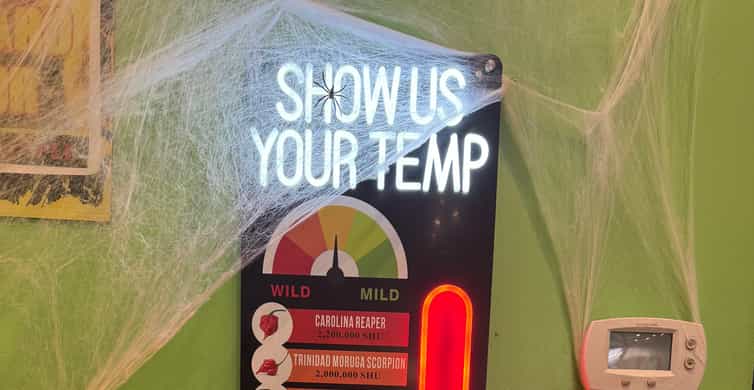 SHOW US
YOUR TEMP
WILD MILD
CAROLINA REAPER
2,200,000 SHU
TRINIDAD MORUGA SCORPION
2,000,000 SHU